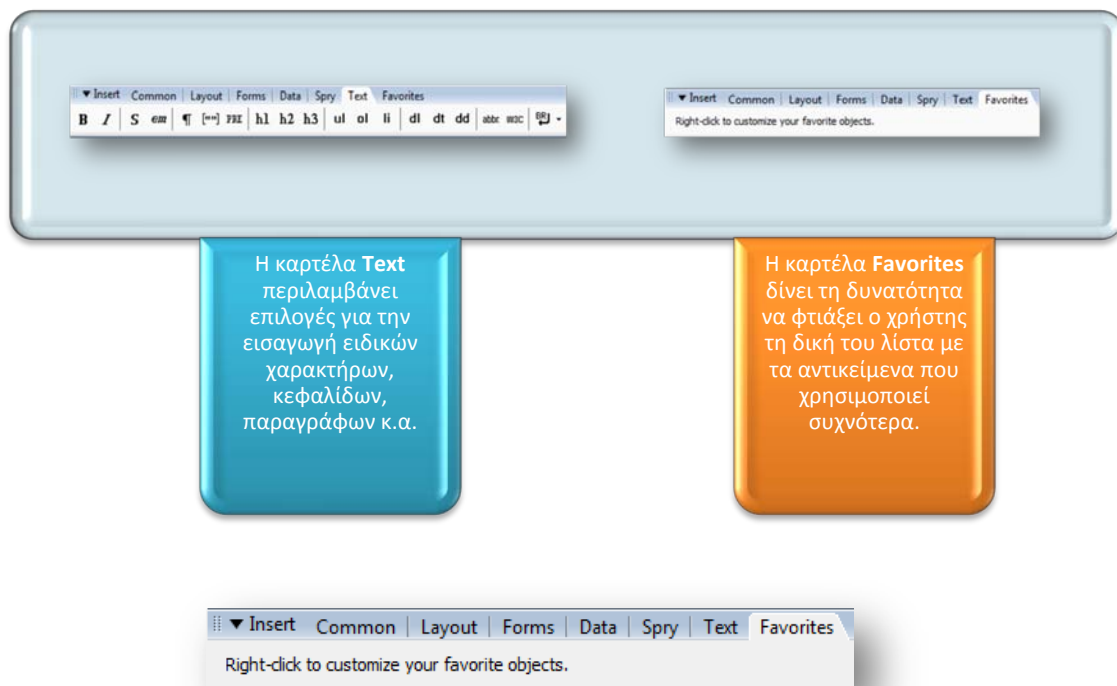 ▼ Insert Common | Layout | Forms | Data | Spry | Text Favorites
B I | S em | ¶ [""] PRE | h1 h2 h3 | ul ol li | dl dt dd | abbr W3C | BR
▼ Insert Common | Layout | Forms | Data | Spry | Text Favorites
Right-click to customize your favorite objects.
Η καρτέλα Text
περιλαμβάνει
επιλογές για την
εισαγωγή ειδικών
χαρακτήρων,
κεφαλίδων,
παραγράφων κ.α.
Η καρτέλα Favorites
δίνει τη δυνατότητα
να φτιάξει ο χρήστης
τη δική του λίστα με
τα αντικείμενα που
χρησιμοποιεί
συχνότερα.
▼ Insert Common | Layout | Forms | Data | Spry | Text Favorites
Right-click to customize your favorite objects.